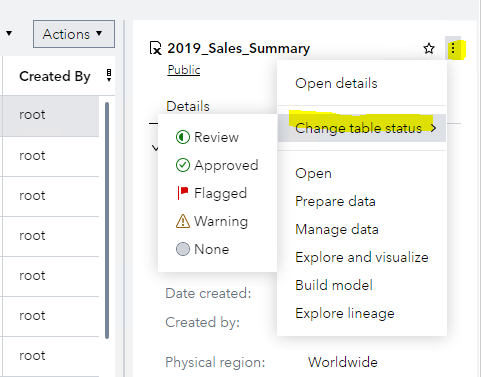 Actions
Created By
root
root
root
root
root
root
root
2019_Sales_Summary
Public
Details
Open details
Change table status
Review
Approved
Flagged
Warning
None
Open
Prepare data
Manage data
Explore and visualize
Build model
Explore lineage
Date created:
Created by:
Physical region: Worldwide